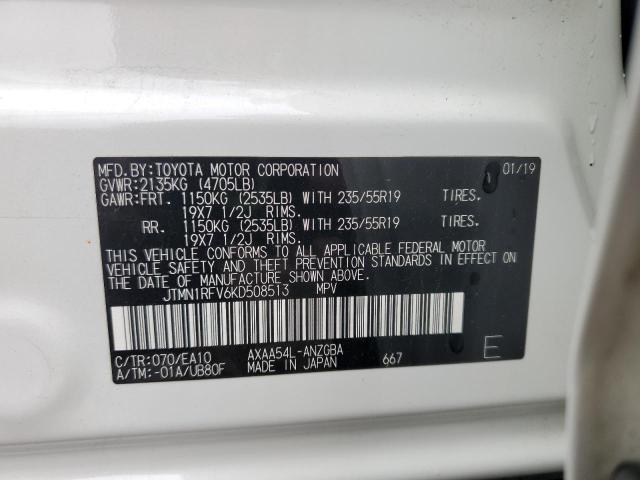 MFD.BY:TOYOTA MOTOR CORPORATION 01/19
GVWR:2135KG (4705LB)
GAWR:FRT. 1150KG (2535LB) WITH 235/55R19 TIRES.
19X7 1/2J RIMS.
RR. 1150KG (2535LB) WITH 235/55R19 TIRES.
19X7 1/2J RIMS.
THIS VEHICLE CONFORMS TO ALL APPLICABLE FEDERAL MOTOR
VEHICLE SAFETY AND THEFT PREVENTION STANDARDS IN EFFECT ON
THE DATE OF MANUFACTURE SHOWN ABOVE.
JTMN1RFV6KD508513 MPV
C/TR:070/EA10 AXAA54L-ANZGBA
A/TM:-01A/UB80F MADE IN JAPAN 667 E